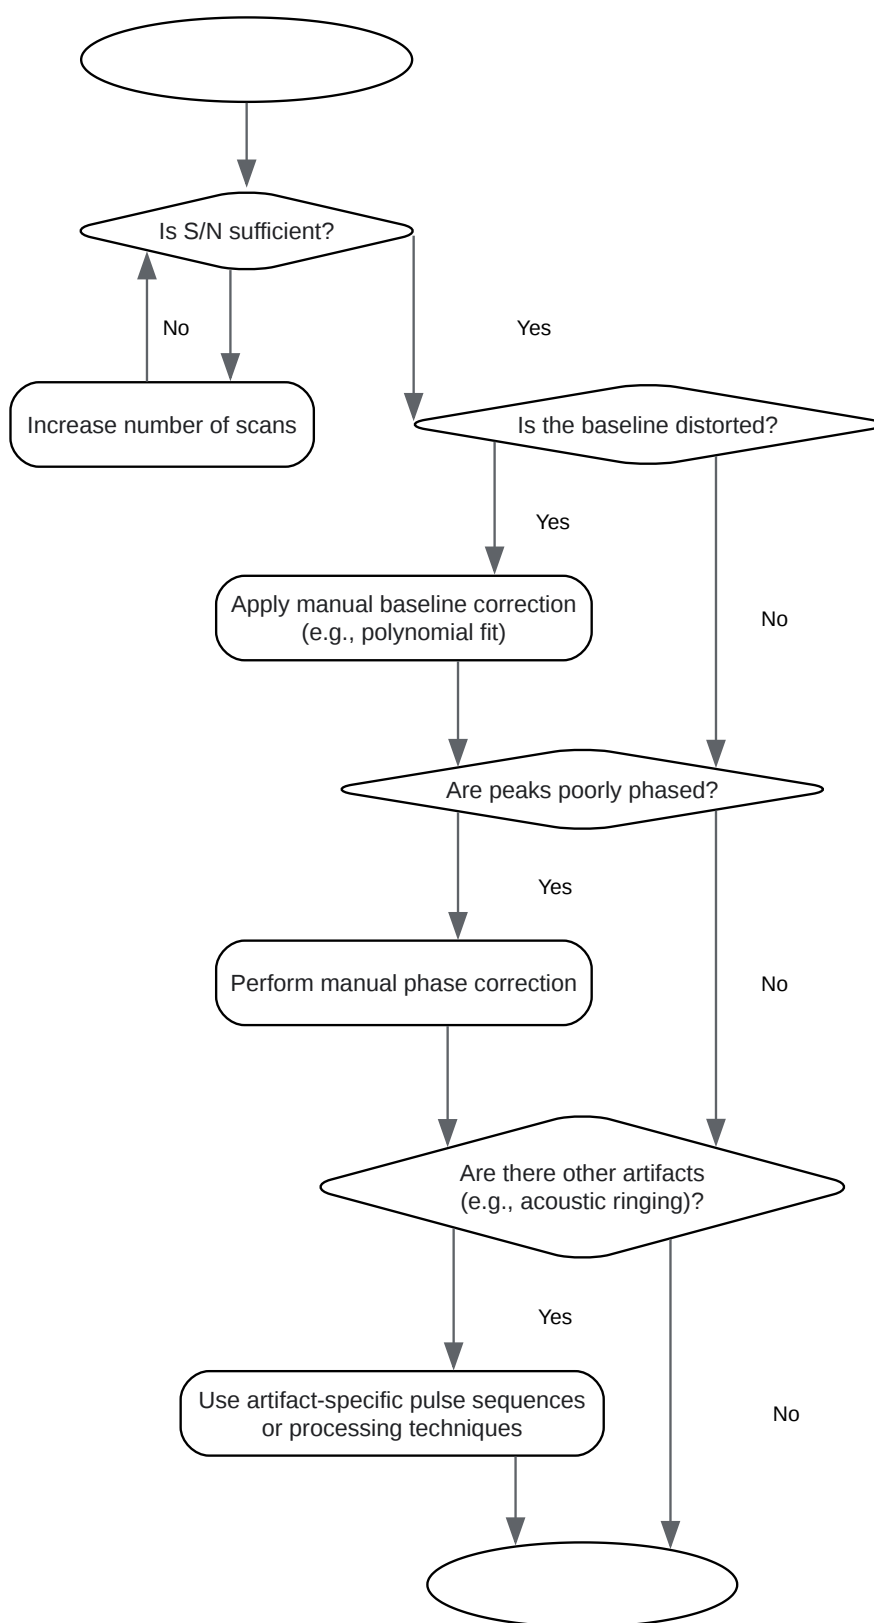 Is S/N sufficient?
No
Yes
Increase number of scans
Is the baseline distorted?
Yes
Apply manual baseline correction
(e.g., polynomial fit)
No
Are peaks poorly phased?
Yes
Perform manual phase correction
No
Are there other artifacts
(e.g., acoustic ringing)?
Yes
Use artifact-specific pulse sequences
or processing techniques
No